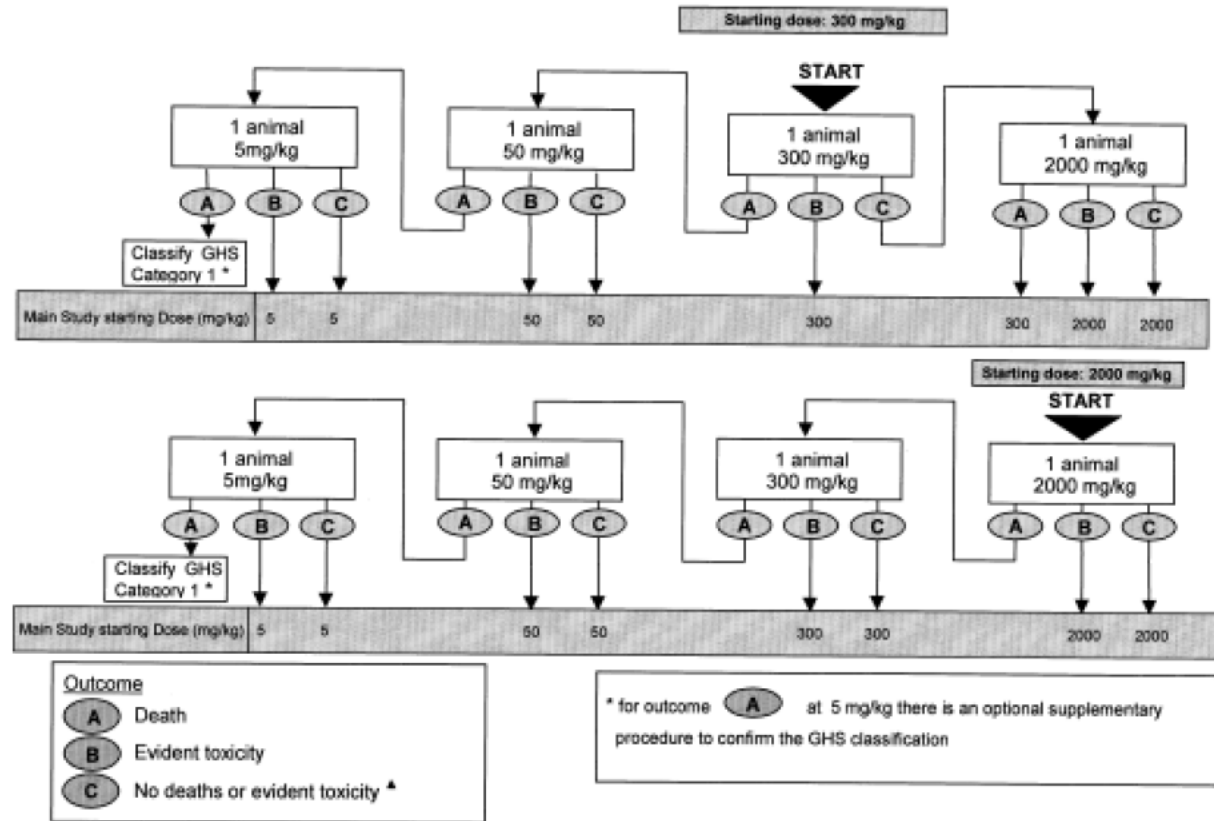 Starting dose: 300 mg/kg
START
1 animal
5mg/kg
1 animal
50 mg/kg
1 animal
300 mg/kg
1 animal
2000 mg/kg
A B C A B C A B C A B C
Classify GHS
Category 1 *
Main Study starting Dose (mg/kg) 5 5 50 50 300 300 2000 2000
Starting dose: 2000 mg/kg
START
1 animal
5mg/kg
1 animal
50 mg/kg
1 animal
300 mg/kg
1 animal
2000 mg/kg
A B C A B C A B C A B C
Classify GHS
Category 1 *
Main Study starting Dose (mg/kg) 5 5 50 50 300 300 2000 2000
Outcome
A Death
B Evident toxicity
C No deaths or evident toxicity ▲
* for outcome A at 5 mg/kg there is an optional supplementary
procedure to confirm the GHS classification